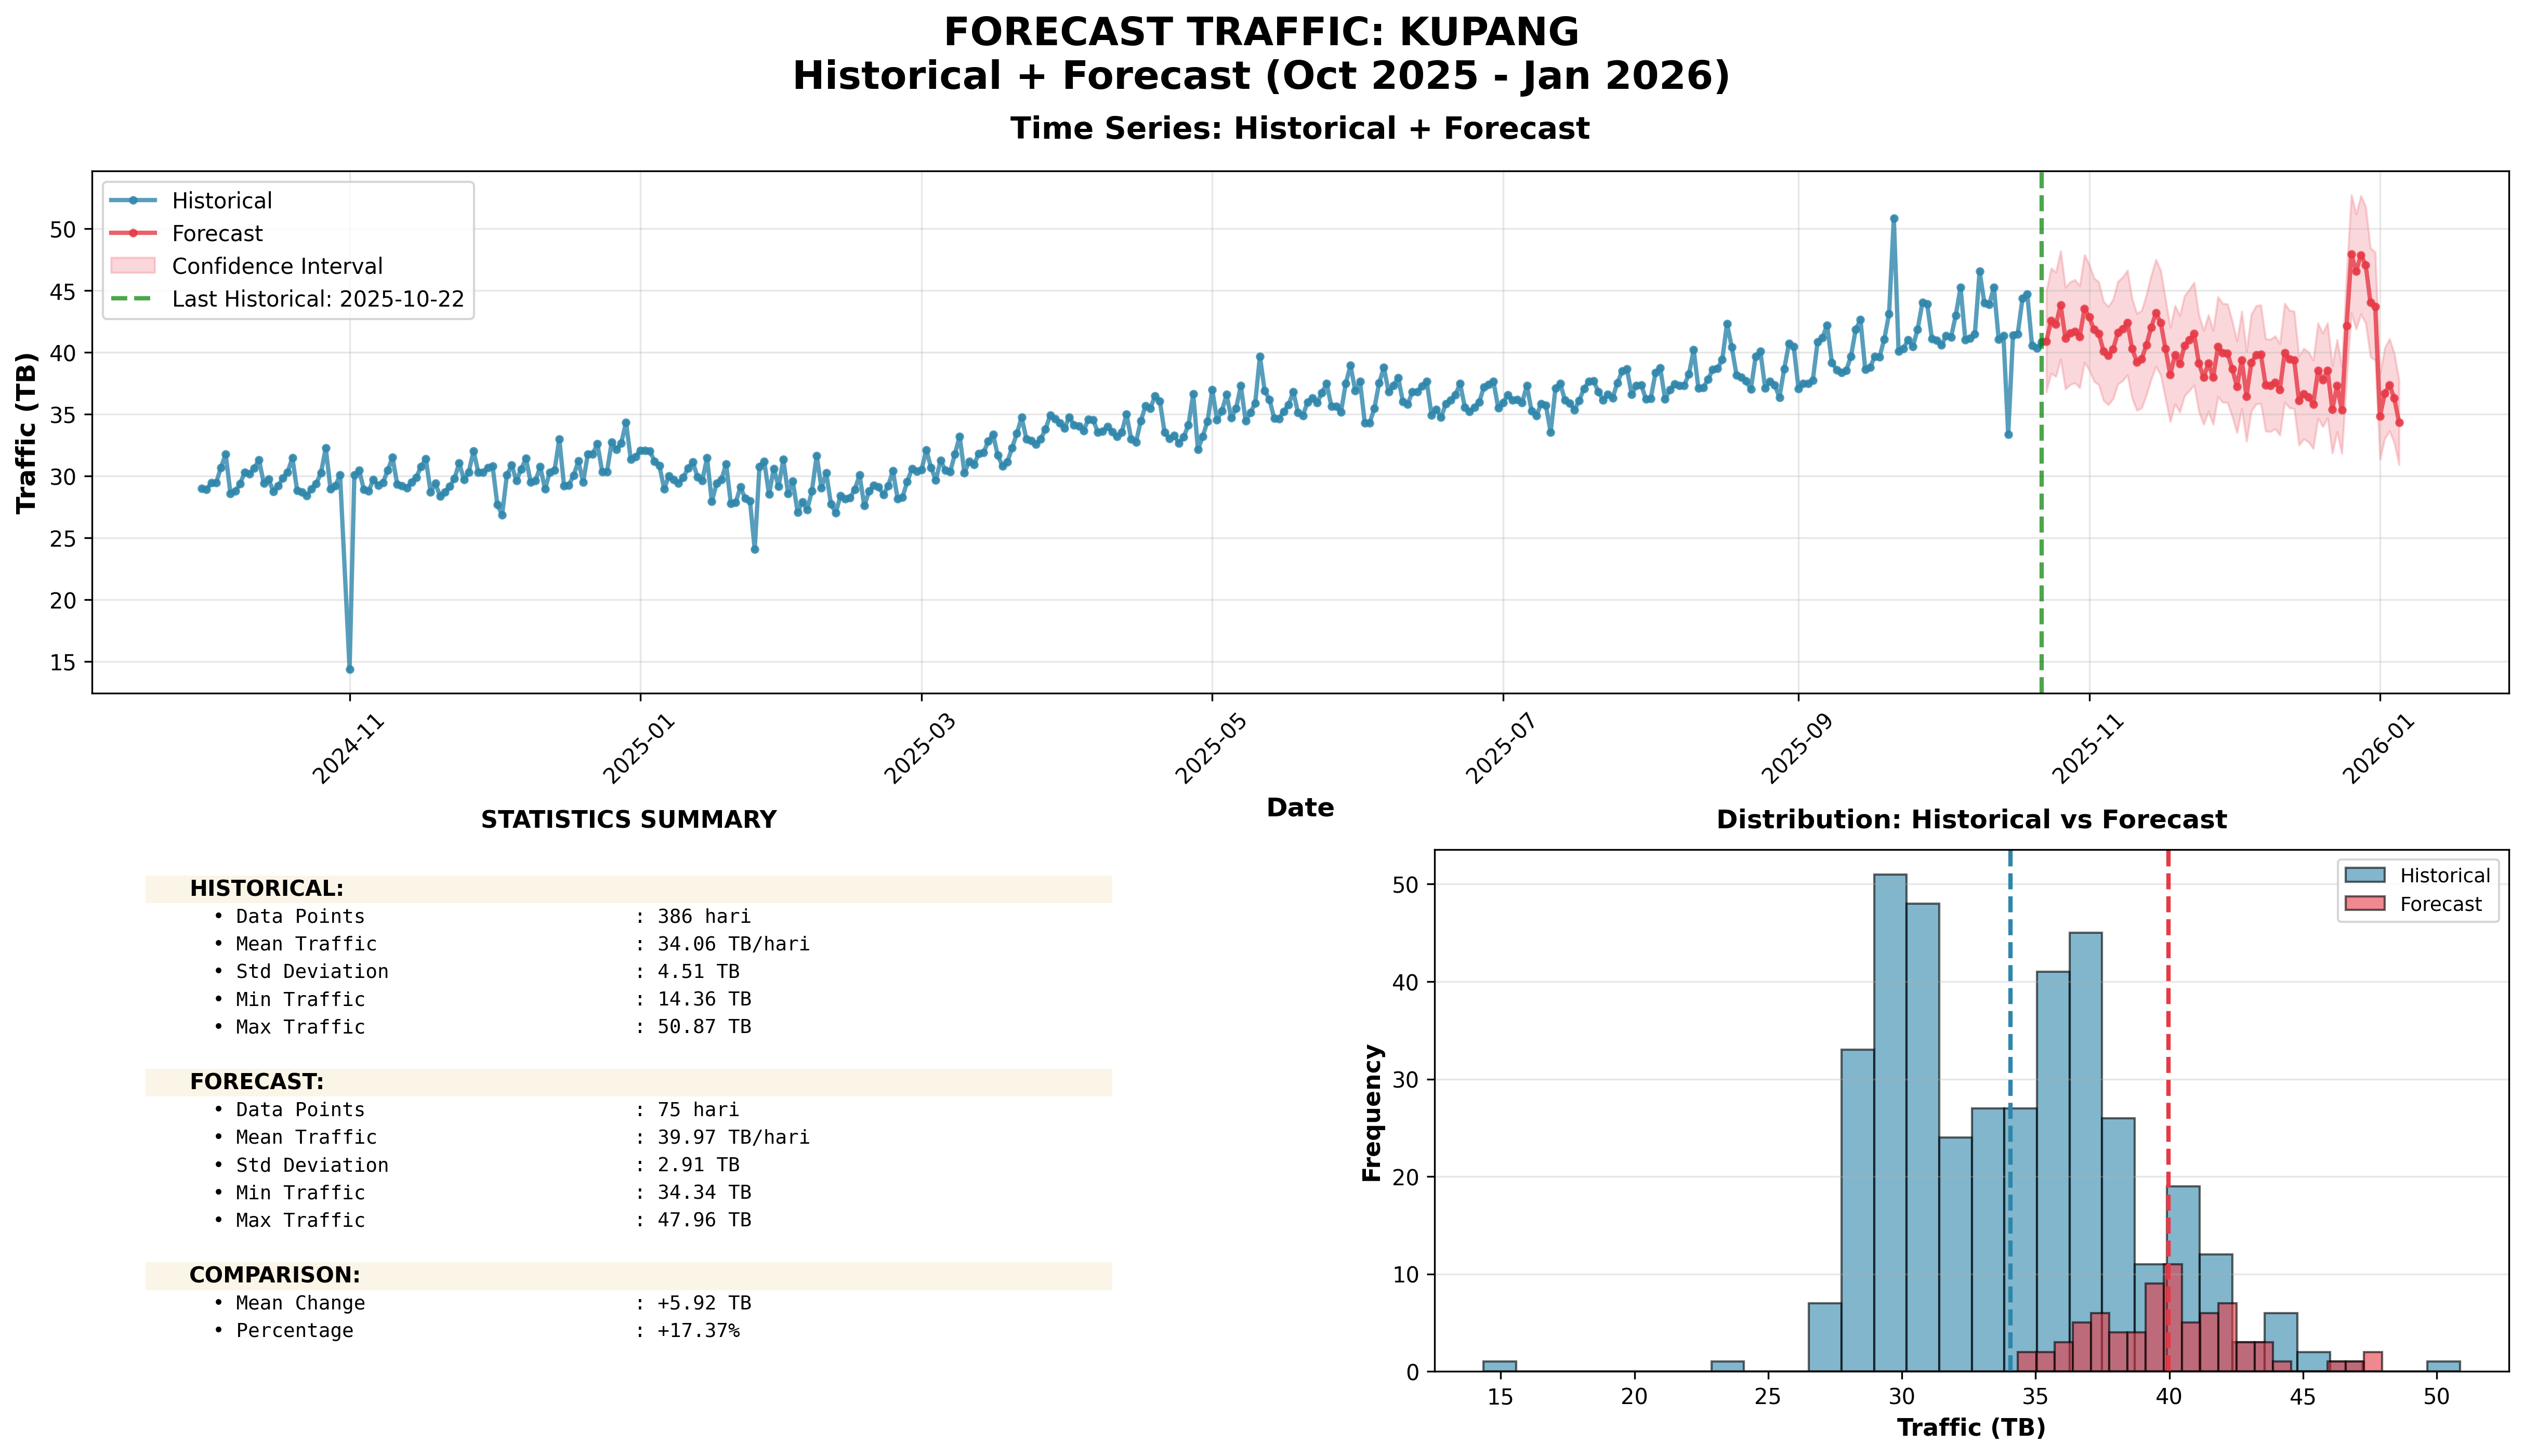 FORECAST TRAFFIC: KUPANG
Historical + Forecast (Oct 2025 - Jan 2026)
Time Series: Historical + Forecast
Historical
Forecast
Confidence Interval
Last Historical: 2025-10-22
Traffic (TB)
50
45
40
35
30
25
20
15
2024-11
2025-01
2025-03
2025-05
2025-07
2025-09
2025-11
2026-01
Date
STATISTICS SUMMARY
HISTORICAL:
• Data Points : 386 hari
• Mean Traffic : 34.06 TB/hari
• Std Deviation : 4.51 TB
• Min Traffic : 14.36 TB
• Max Traffic : 50.87 TB
FORECAST:
• Data Points : 75 hari
• Mean Traffic : 39.97 TB/hari
• Std Deviation : 2.91 TB
• Min Traffic : 34.34 TB
• Max Traffic : 47.96 TB
COMPARISON:
• Mean Change : +5.92 TB
• Percentage : +17.37%
Distribution: Historical vs Forecast
Historical
Forecast
Frequency
50
40
30
20
10
0
15
20
25
30
35
40
45
50
Traffic (TB)